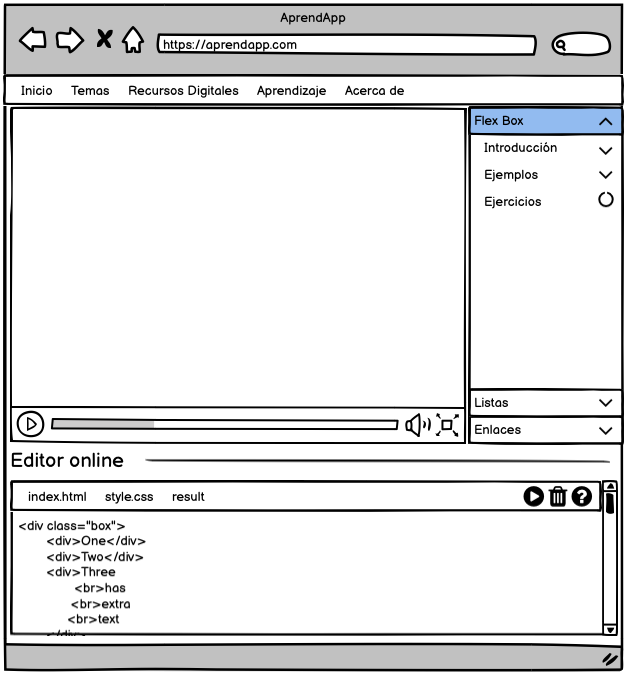 AprendApp
https://aprendapp.com
Inicio Temas Recursos Digitales Aprendizaje Acerca de
Flex Box
Introducción
Ejemplos
Ejercicios
Listas
Enlaces
Editor online
index.html style.css result
<div class="box">
<div>One</div>
<div>Two</div>
<div>Three
<br>has
<br>extra
<br>text